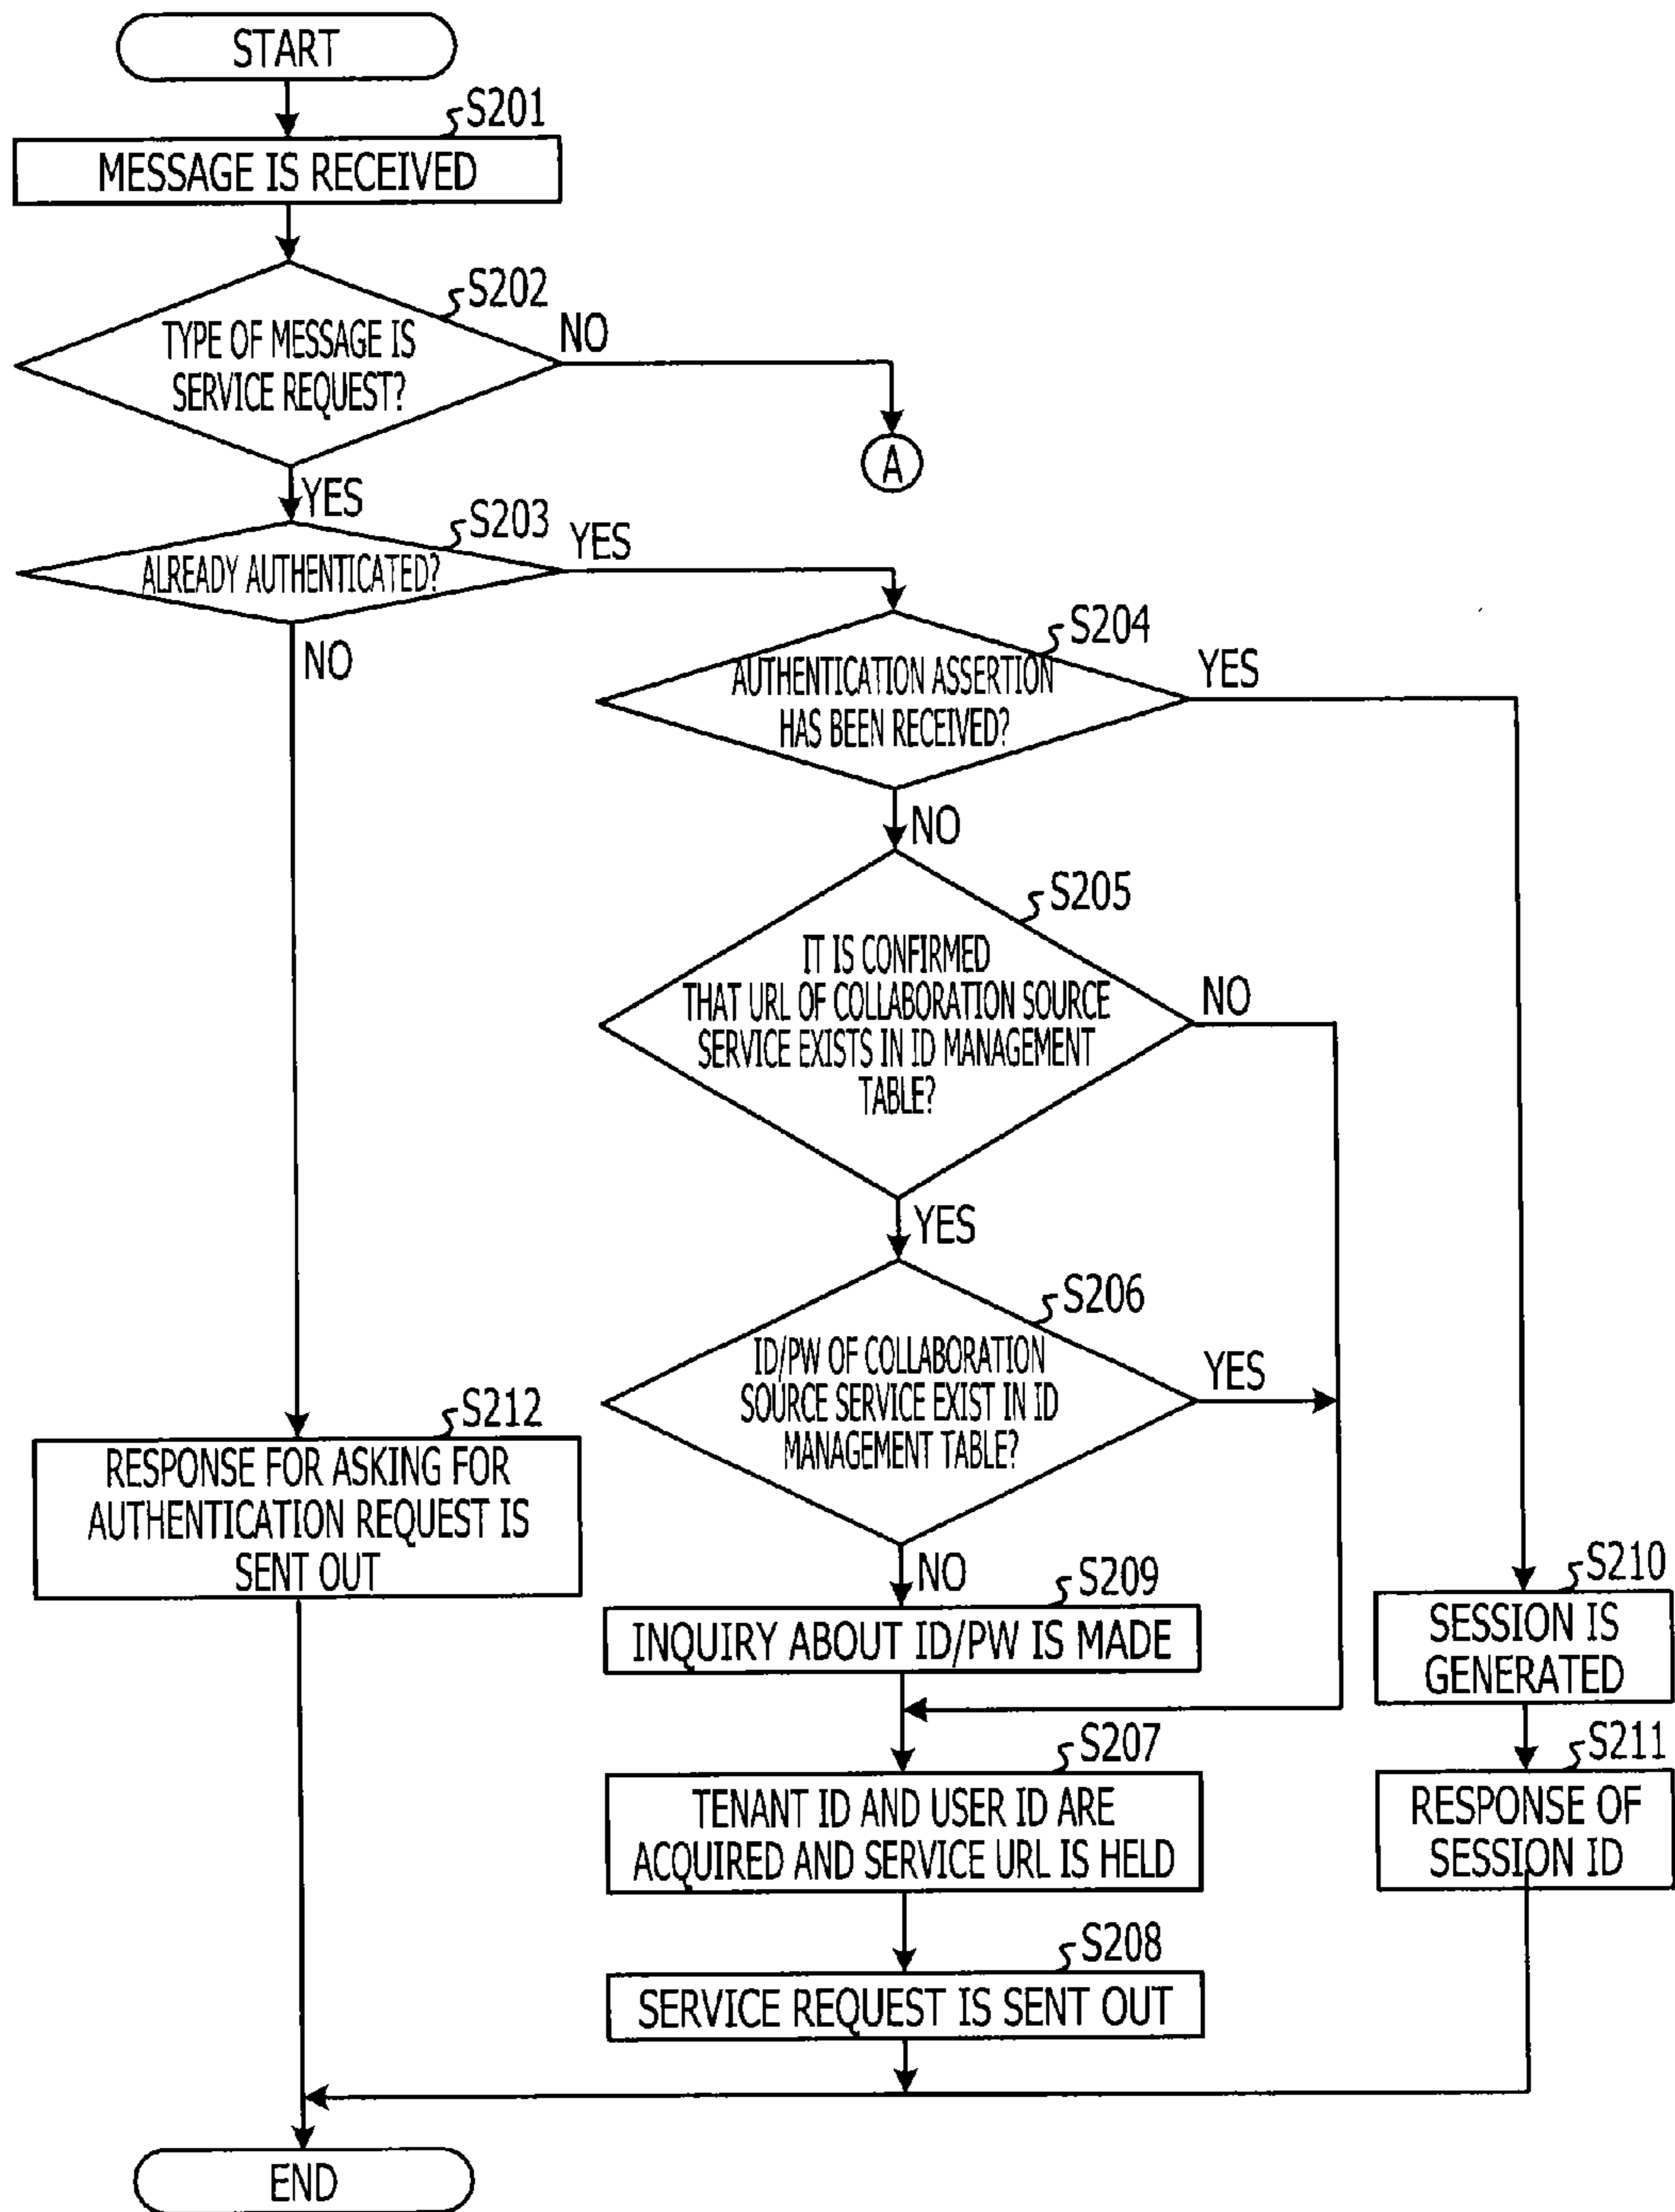 START
S201
MESSAGE IS RECEIVED
S202
TYPE OF MESSAGE IS
SERVICE REQUEST?
NO
A
YES
S203
ALREADY AUTHENTICATED?
YES
NO
S204
AUTHENTICATION ASSERTION
HAS BEEN RECEIVED?
YES
NO
S205
IT IS CONFIRMED
THAT URL OF COLLABORATION SOURCE
SERVICE EXISTS IN ID MANAGEMENT
TABLE?
NO
YES
S206
ID/PW OF COLLABORATION
SOURCE SERVICE EXIST IN ID
MANAGEMENT TABLE?
YES
NO
S212
RESPONSE FOR ASKING FOR
AUTHENTICATION REQUEST IS
SENT OUT
S209
INQUIRY ABOUT ID/PW IS MADE
S210
SESSION IS
GENERATED
S207
TENANT ID AND USER ID ARE
ACQUIRED AND SERVICE URL IS HELD
S211
RESPONSE OF
SESSION ID
S208
SERVICE REQUEST IS SENT OUT
END